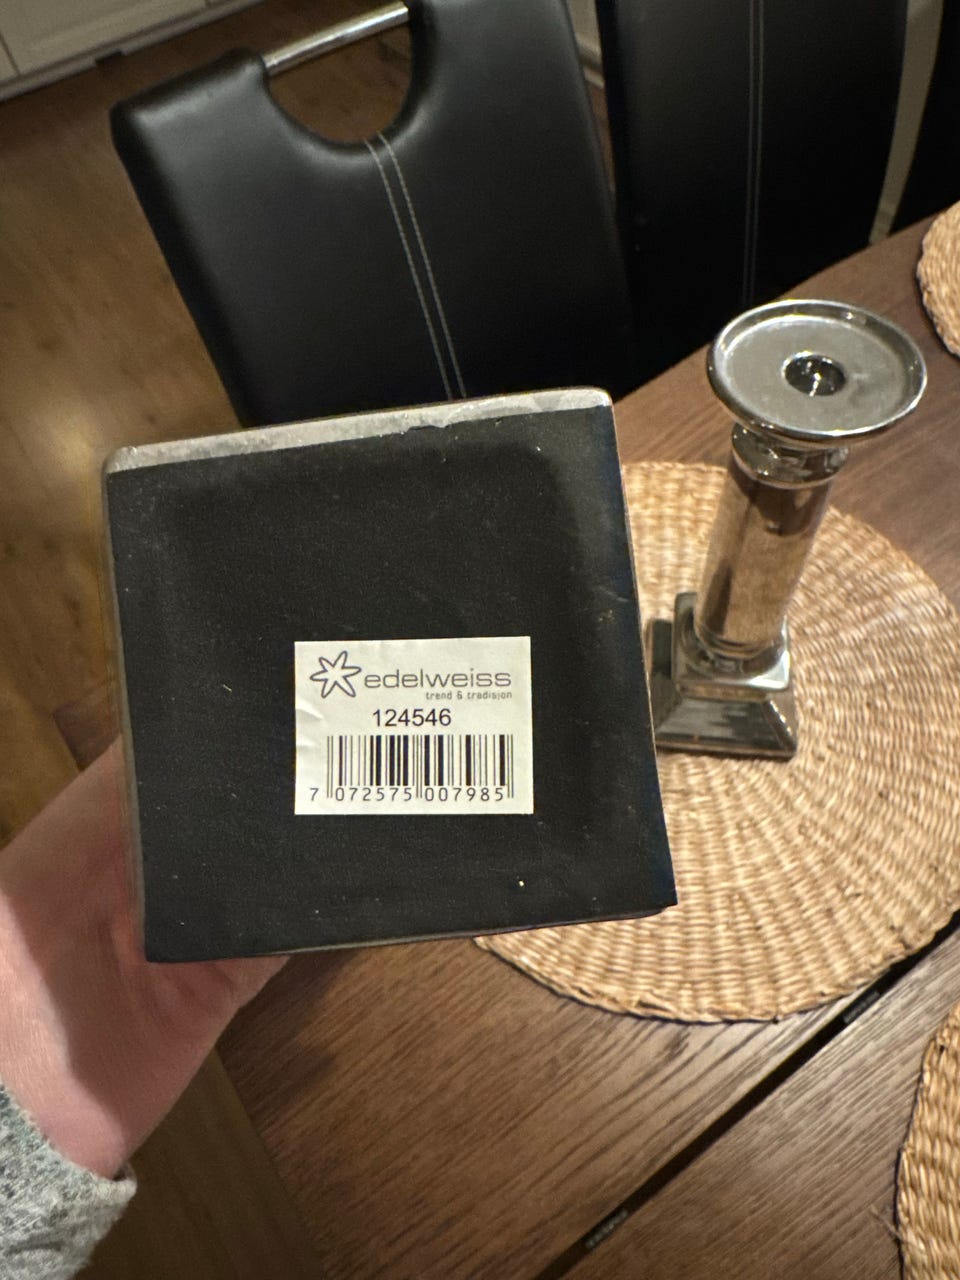 edelweiss
trend & tradisjon
124546
7 072575 007985